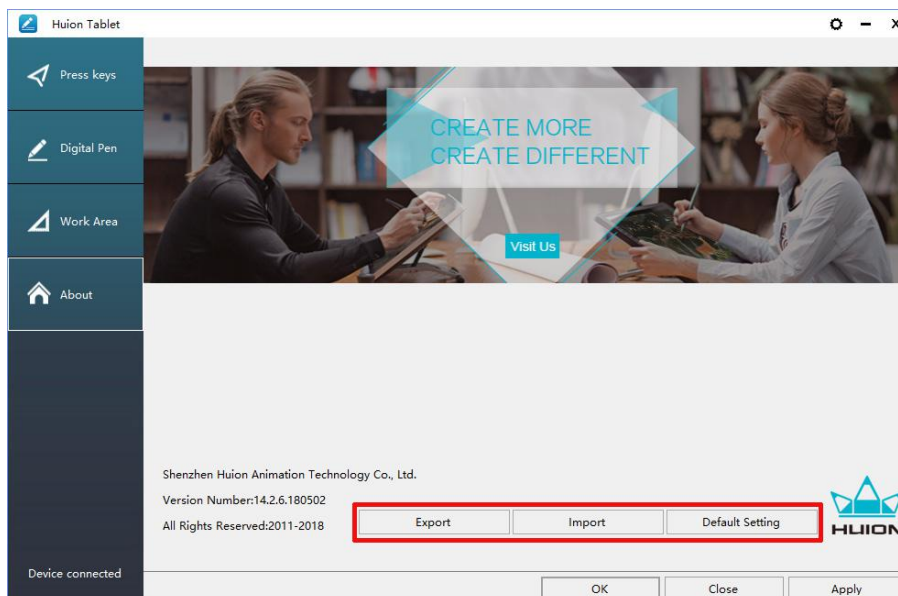 Huion Tablet
Press keys
Digital Pen
Work Area
About
Device connected
CREATE MORE
CREATE DIFFERENT
Visit Us
Shenzhen Huion Animation Technology Co., Ltd.
Version Number:14.2.6.180502
All Rights Reserved:2011-2018
Export
Import
Default Setting
HUION
OK
Close
Apply